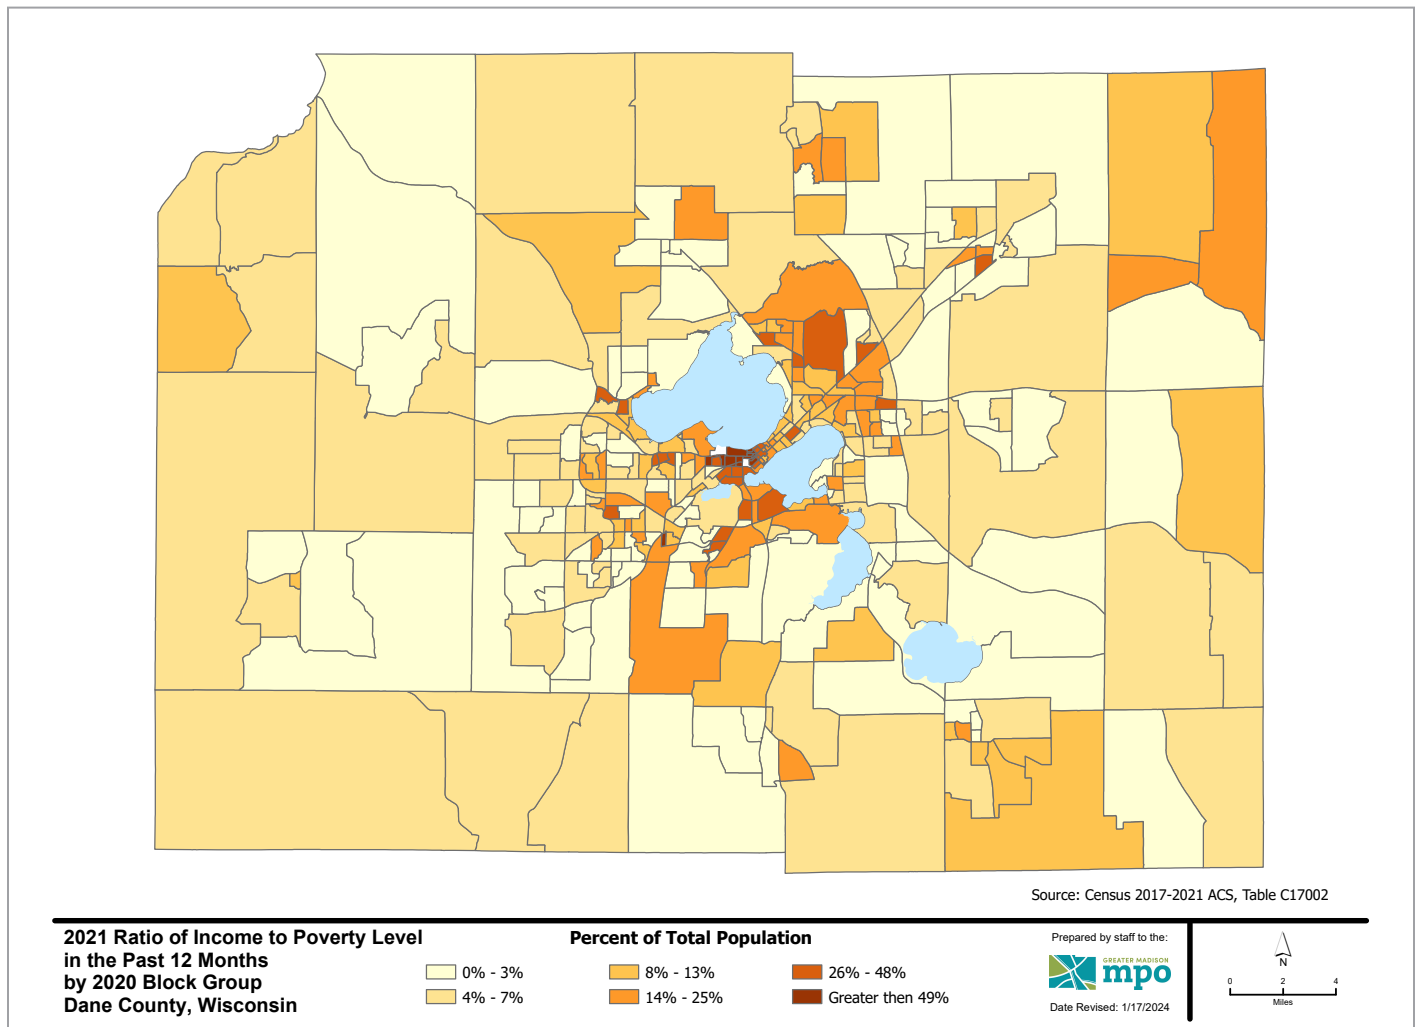 Source: Census 2017-2021 ACS, Table C17002
2021 Ratio of Income to Poverty Level
in the Past 12 Months
by 2020 Block Group
Dane County, Wisconsin
Percent of Total Population
0% - 3%
4% - 7%
8% - 13%
14% - 25%
26% - 48%
Greater then 49%
Prepared by staff to the:
GREATER MADISON
mpo
Date Revised: 1/17/2024
N
0 2 4
Miles